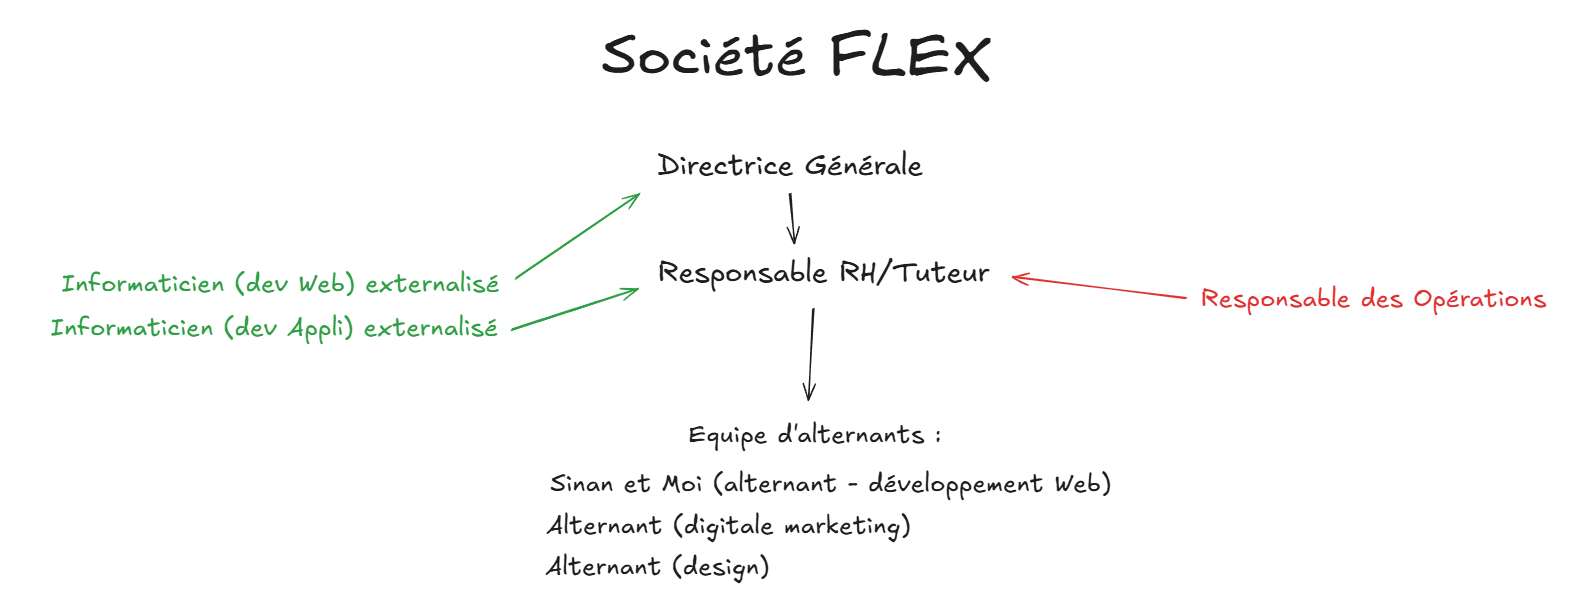 Société FLEX
Directrice Générale
Informaticien (dev Web) externalisé
Responsable RH/Tuteur
Responsable des Opérations
Informaticien (dev Appli) externalisé
Equipe d'alternants :
Sinan et Moi (alternant - développement Web)
Alternant (digitale marketing)
Alternant (design)